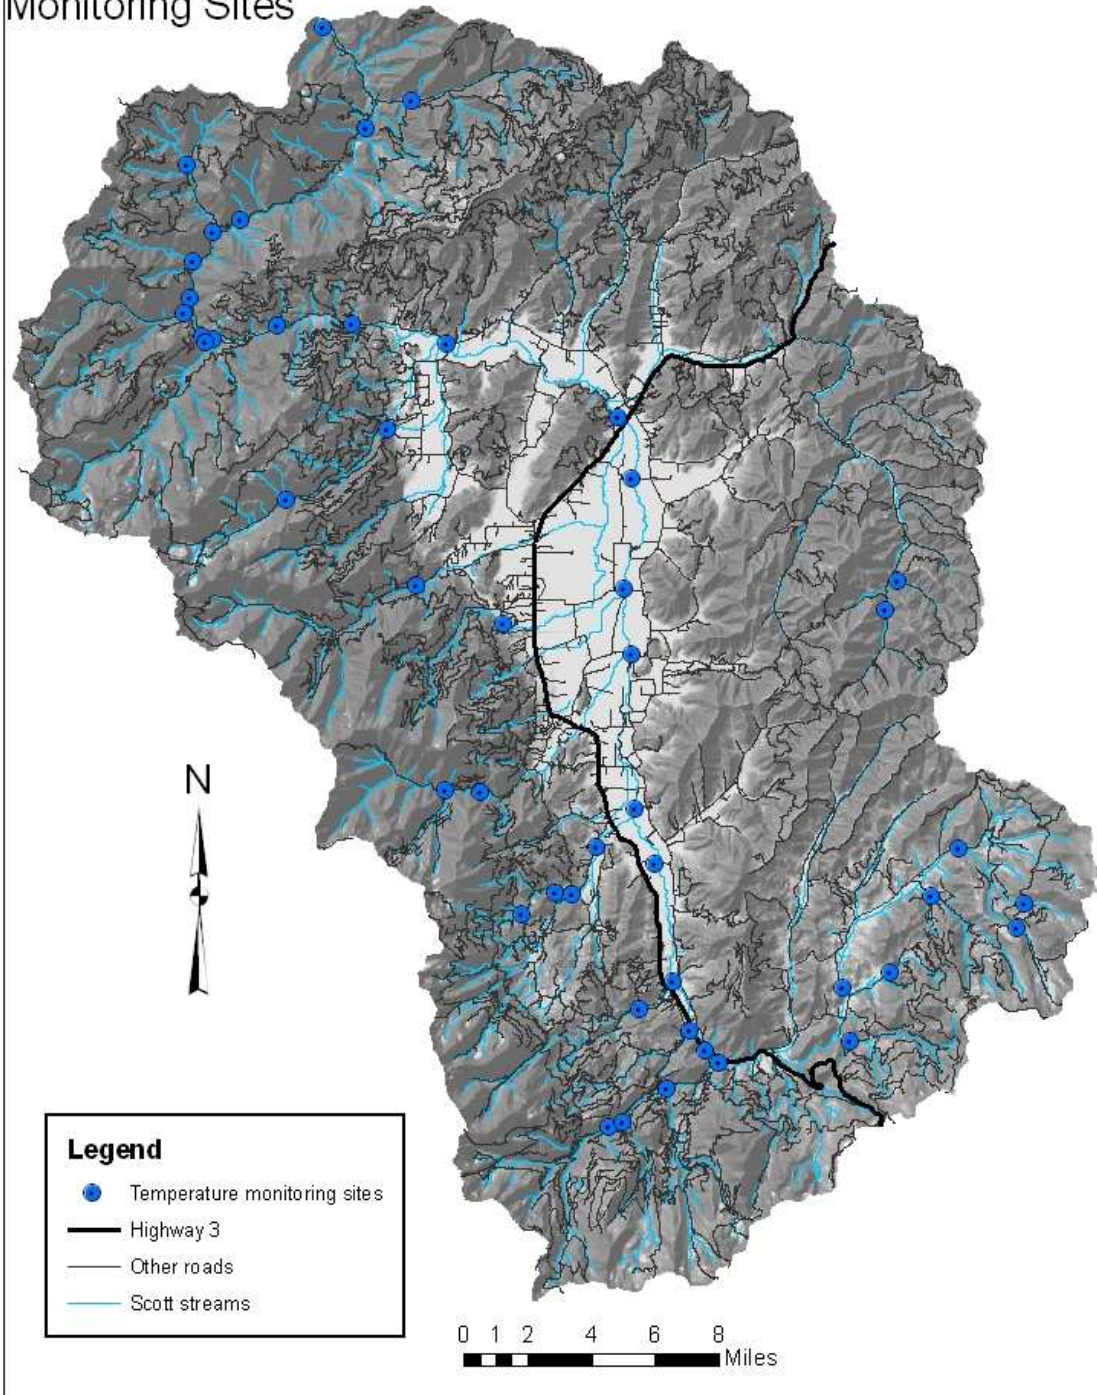 Monitoring Sites
N
Legend
Temperature monitoring sites
Highway 3
Other roads
Scott streams
0 1 2 4 6 8
Miles